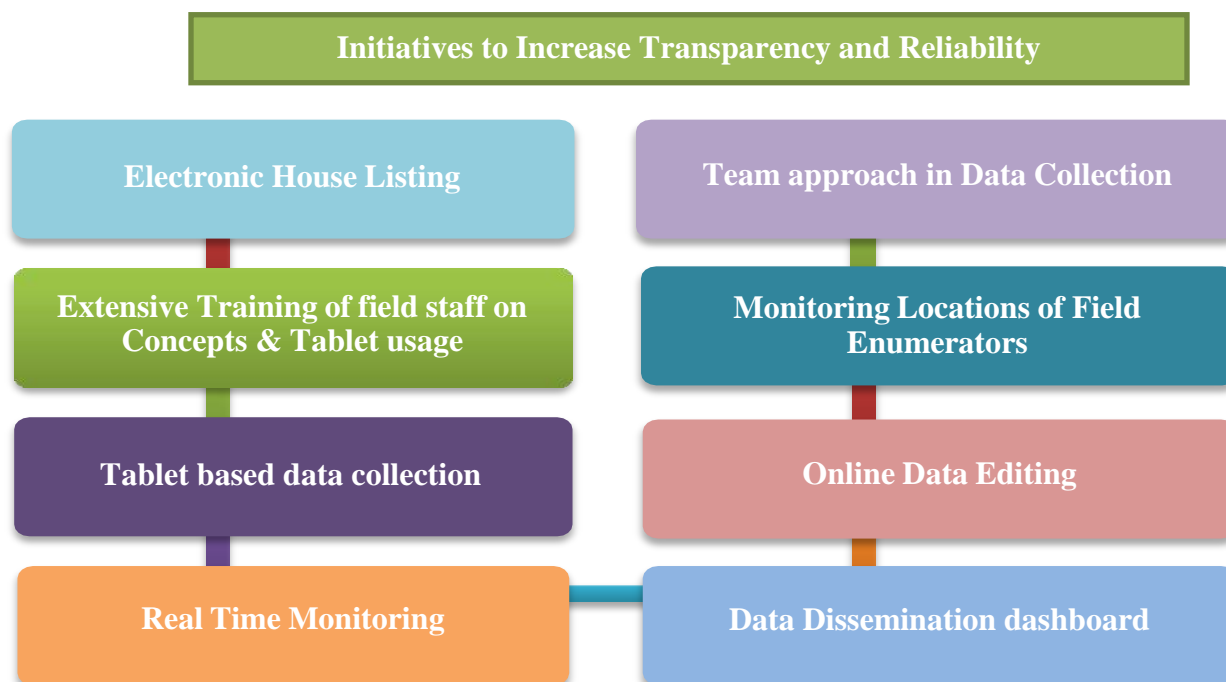 Initiatives to Increase Transparency and Reliability
Electronic House Listing
Extensive Training of field staff on
Concepts & Tablet usage
Tablet based data collection
Real Time Monitoring
Team approach in Data Collection
Monitoring Locations of Field
Enumerators
Online Data Editing
Data Dissemination dashboard